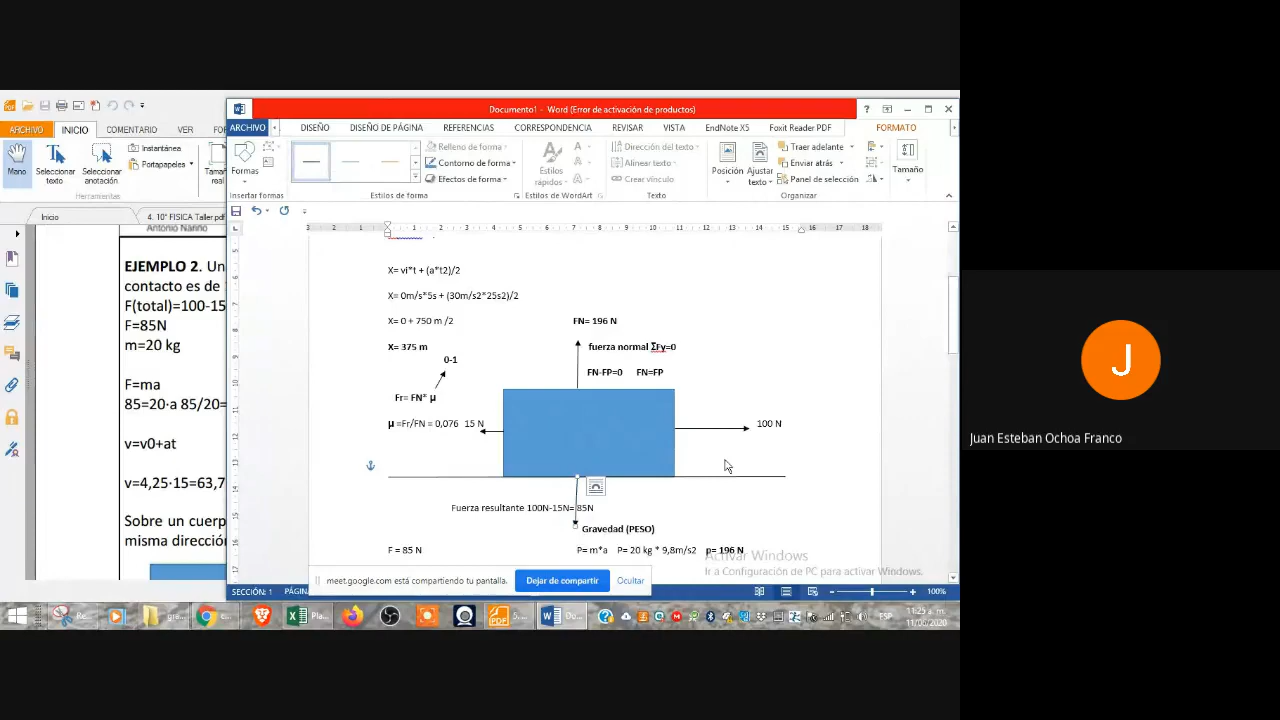 Documento1 - Word (Error de activación de productos)
ARCHIVO INICIO COMENTARIO VER
ARCHIVO DISEÑO DISEÑO DE PÁGINA REFERENCIAS CORRESPONDENCIA REVISAR VISTA EndNote X5 Foxit Reader PDF FORMATO
Mano
Seleccionar texto
Seleccionar anotación
Instantánea
Portapapeles
Tamaño real
Herramientas
Formas
Insertar formas
Relleno de forma
Contorno de forma
Efectos de forma
Estilos de forma
Estilos rápidos
Estilos de WordArt
Dirección del texto
Alinear texto
Crear vínculo
Texto
Posición
Ajustar texto
Traer adelante
Enviar atrás
Panel de selección
Organizar
Tamaño
Inicio
4. 10° FISICA Taller.pdf
Antonio Nariño
EJEMPLO 2. Un
contacto es de
F(total)=100-15
F=85N
m=20 kg
F=ma
85=20·a 85/20=
v=v0+at
v=4,25·15=63,7
Sobre un cuerp
misma dirección
X= vi*t + (a*t2)/2
X= 0m/s*5s + (30m/s2*25s2)/2
X= 0 + 750 m /2
FN= 196 N
X= 375 m
fuerza normal ΣFy=0
0-1
FN-FP=0 FN=FP
Fr= FN* μ
μ =Fr/FN = 0,076
15 N
100 N
Fuerza resultante 100N-15N= 85N
Gravedad (PESO)
F = 85 N
P= m*a P= 20 kg * 9,8m/s2 p= 196 N
Activar Windows
Ir a Configuración de PC para activar Windows.
meet.google.com está compartiendo tu pantalla.
Dejar de compartir
Ocultar
SECCIÓN: 1
100%
ESP
11:25 a. m.
11/06/2020
J
Juan Esteban Ochoa Franco